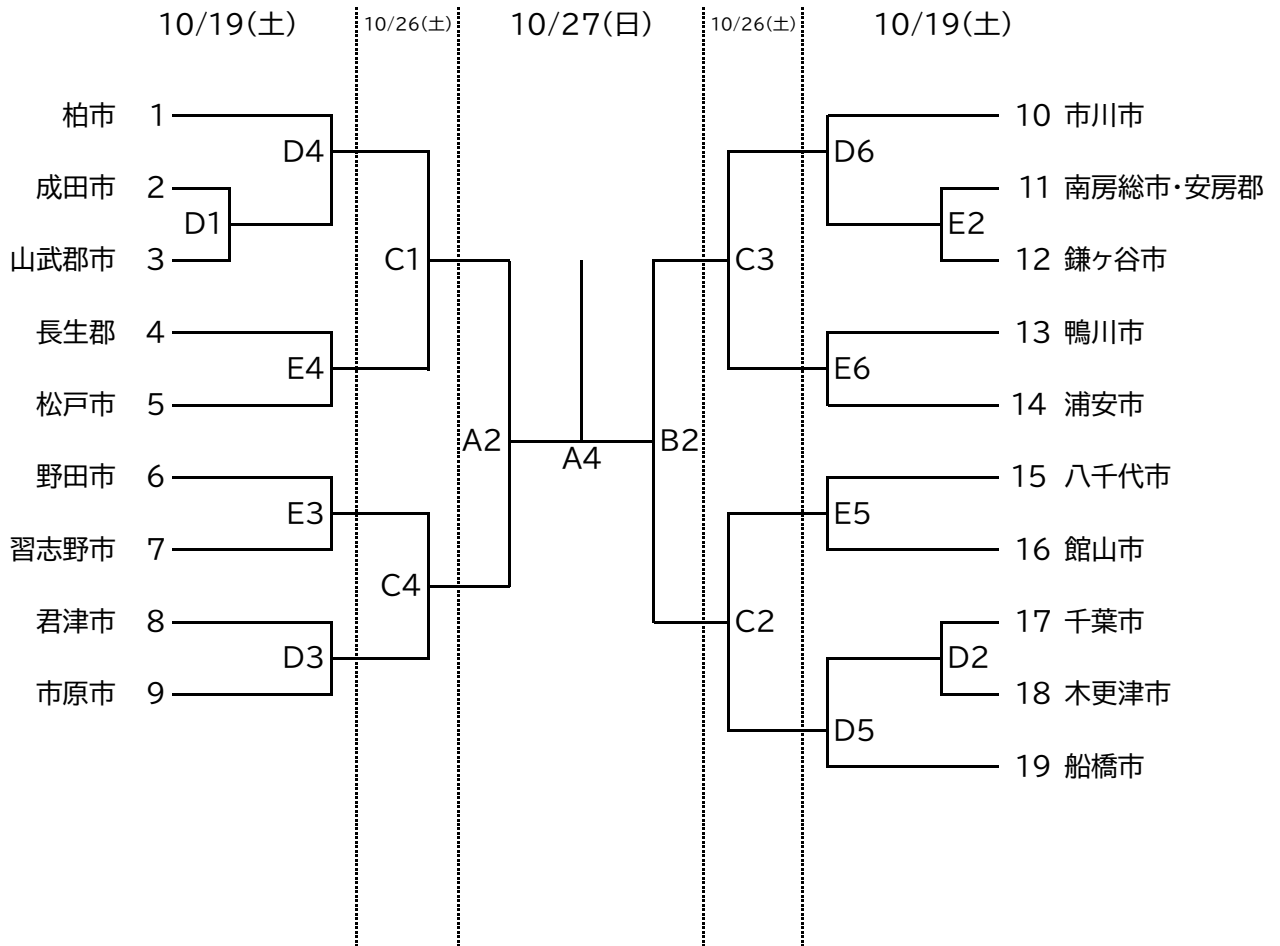 10/19(土) 10/26(土) 10/27(日) 10/26(土) 10/19(土)
柏市 1
D4
成田市 2
D1
山武郡市 3
C1
長生郡 4
E4
松戸市 5
A2
野田市 6
E3
習志野市 7
C4
君津市 8
D3
市原市 9
A4
10 市川市
D6
11 南房総市・安房郡
E2
12 鎌ヶ谷市
C3
13 鴨川市
E6
14 浦安市
B2
15 八千代市
E5
16 館山市
C2
17 千葉市
D2
18 木更津市
D5
19 船橋市